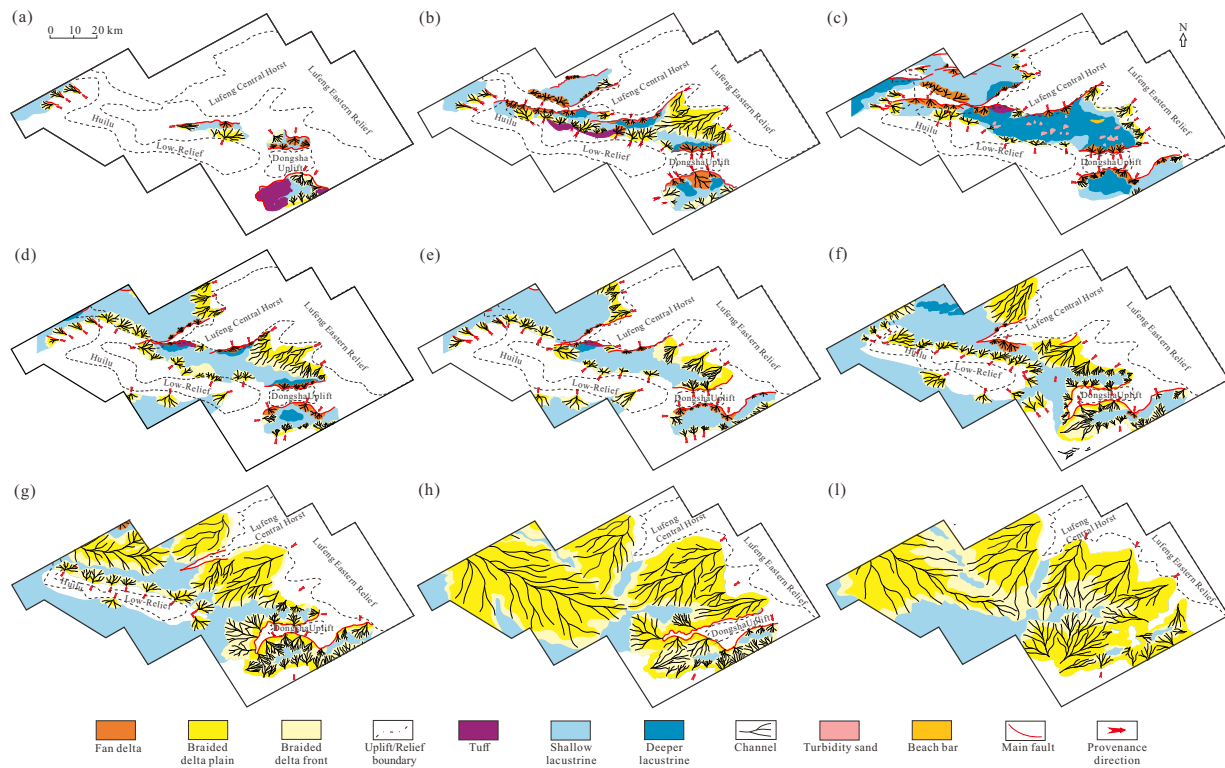 (a)
0 10 20 km
Lufeng Central Horst
Lufeng Eastern Relief
Huilu
Low-Relief
Dongsha
Uplift
(b)
Lufeng Central Horst
Lufeng Eastern Relief
Huilu
Low-Relief
DongshaUplift
(c)
N
Lufeng Central Horst
Lufeng Eastern Relief
Huilu
Low-Relief
DongshaUplift
(d)
Lufeng Central Horst
Lufeng Eastern Relief
Huilu
Low-Relief
DongshaUplift
(e)
Lufeng Central Horst
Lufeng Eastern Relief
Huilu
Low-Relief
DongshaUplift
(f)
Lufeng Central Horst
Lufeng Eastern Relief
Huilu
Low-Relief
DongshaUplift
(g)
Lufeng
Central Horst
Lufeng Eastern Relief
Huilu
Low-Relief
DongshaUplift
(h)
Lufeng
Central Horst
Lufeng Eastern Relief
DongshaUplift
(l)
Lufeng
Central Horst
Lufeng Eastern Relief
Fan delta
Braided
delta plain
Braided
delta front
Uplift/Relief
boundary
Tuff
Shallow
lacustrine
Deeper
lacustrine
Channel
Turbidity sand
Beach bar
Main fault
Provenance
direction